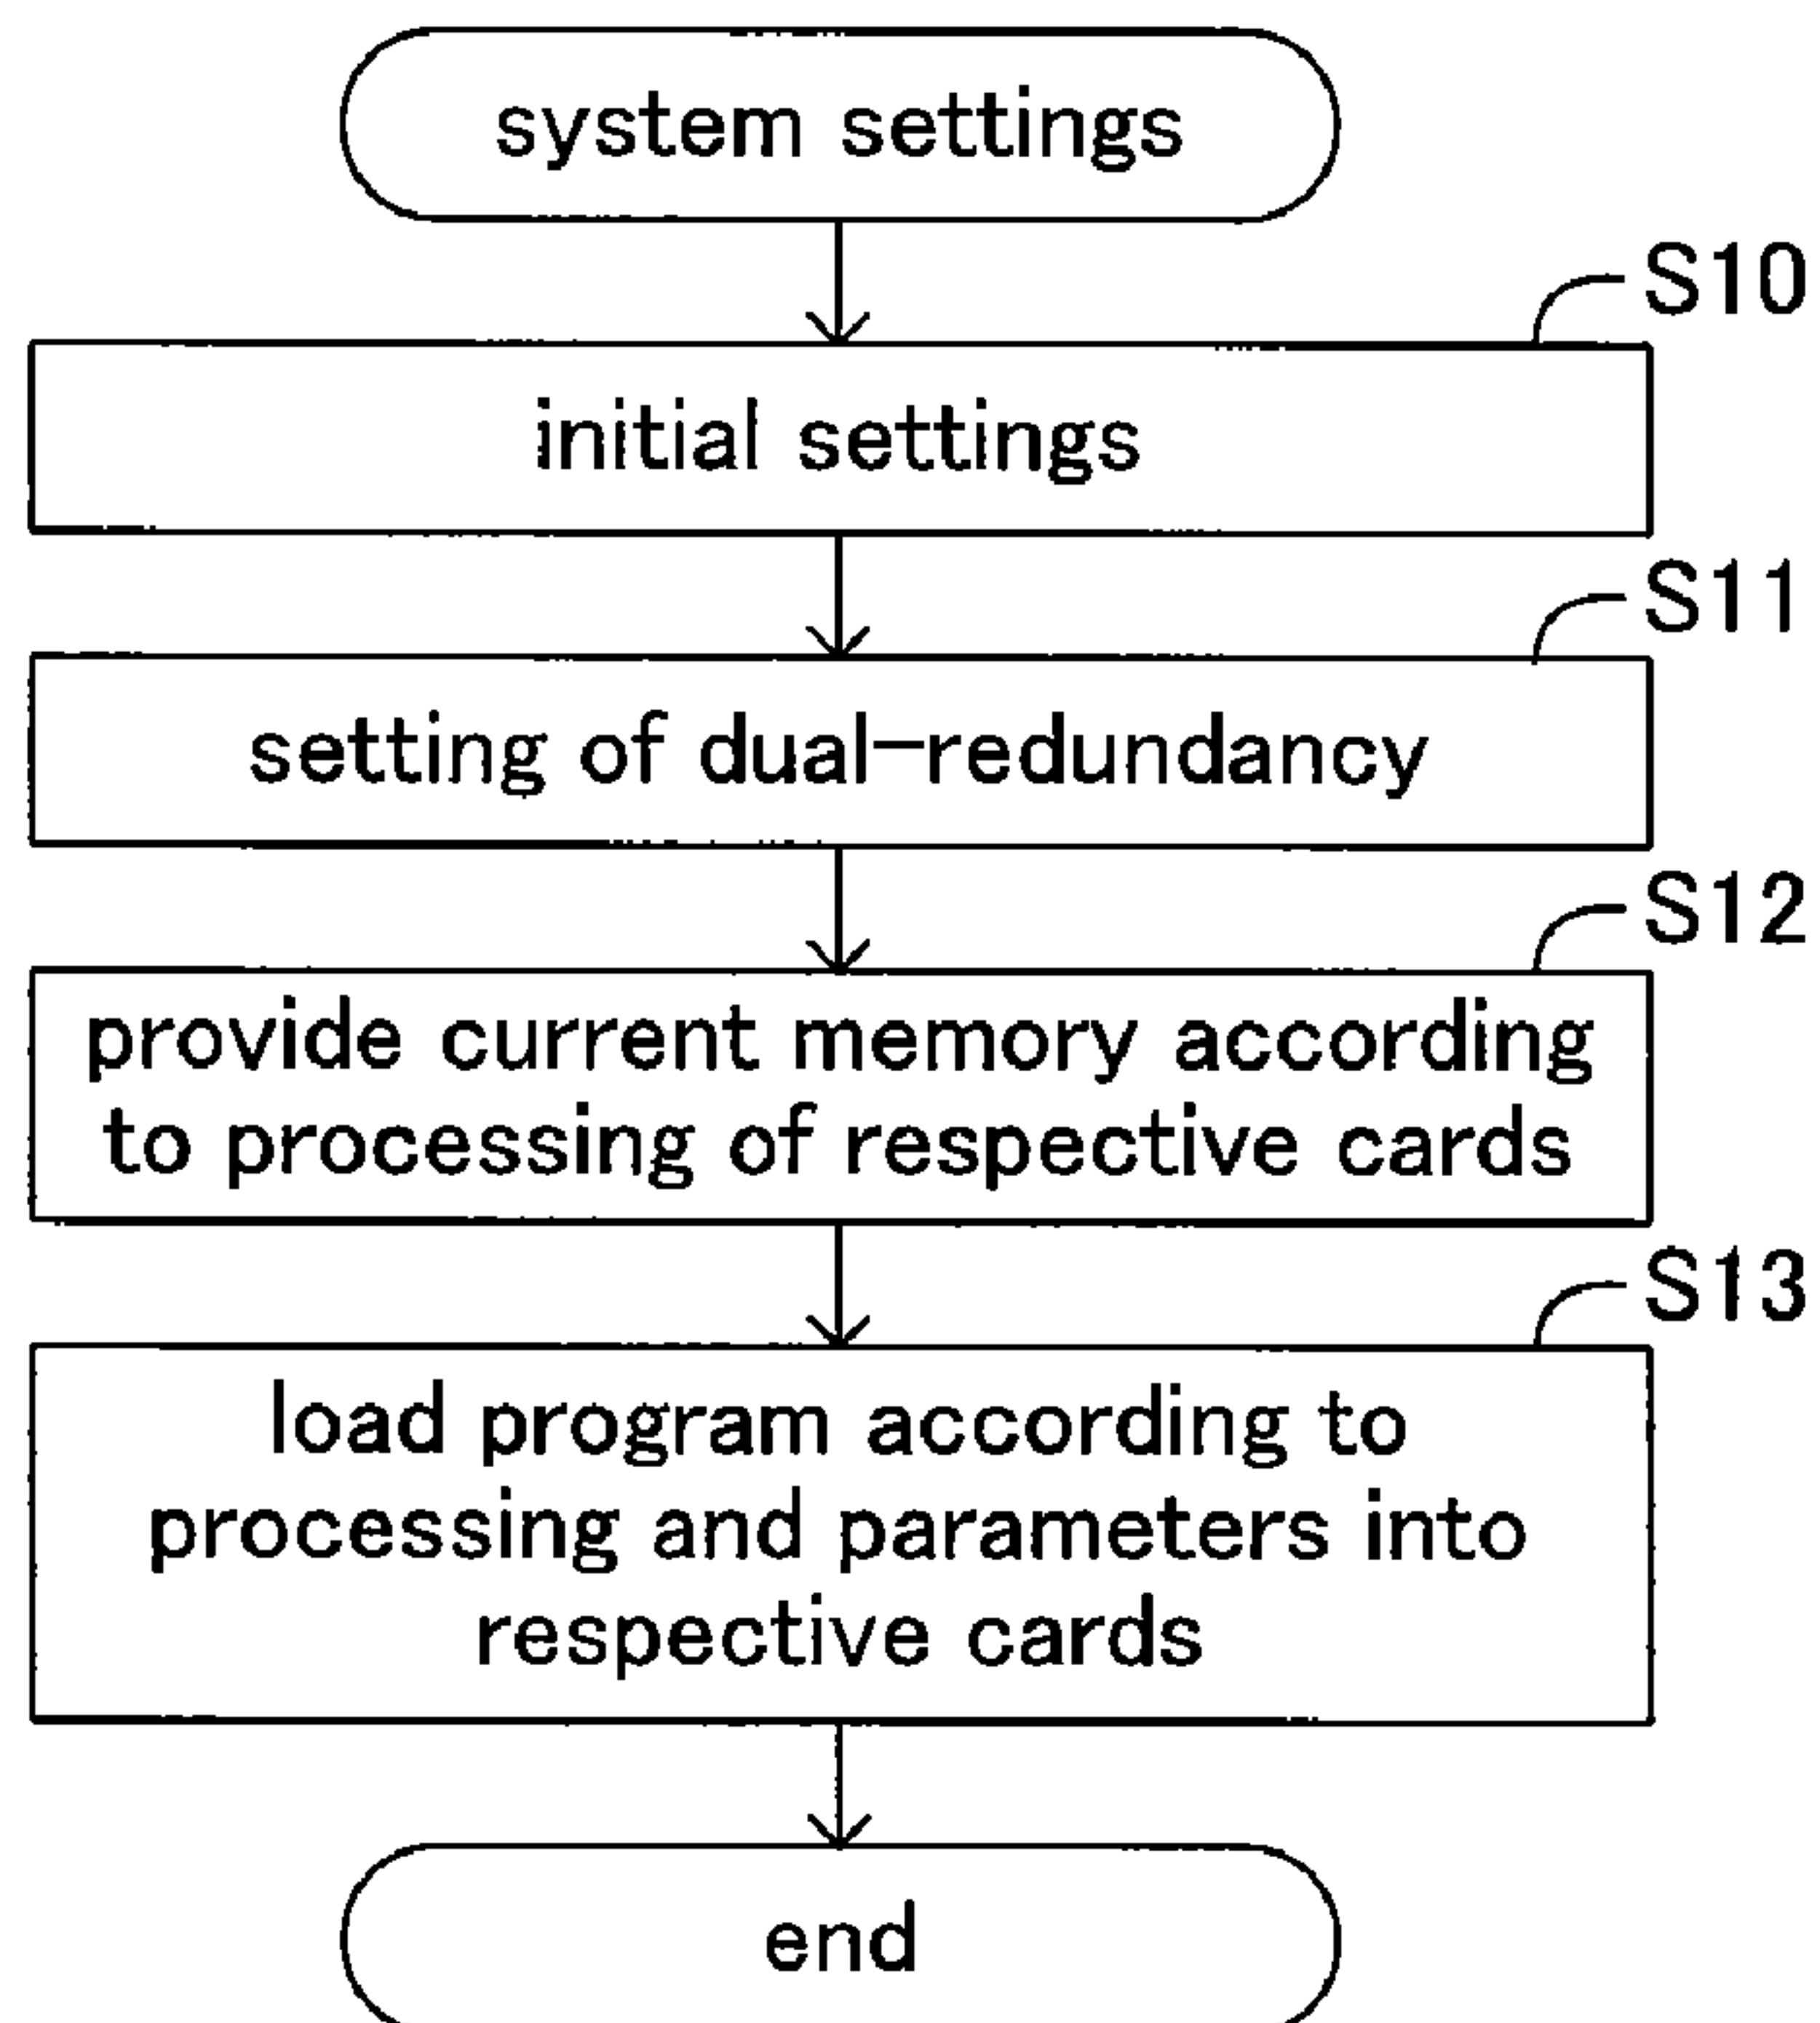 system settings
S10
initial settings
S11
setting of dual-redundancy
S12
provide current memory according
to processing of respective cards
S13
load program according to
processing and parameters into
respective cards
end